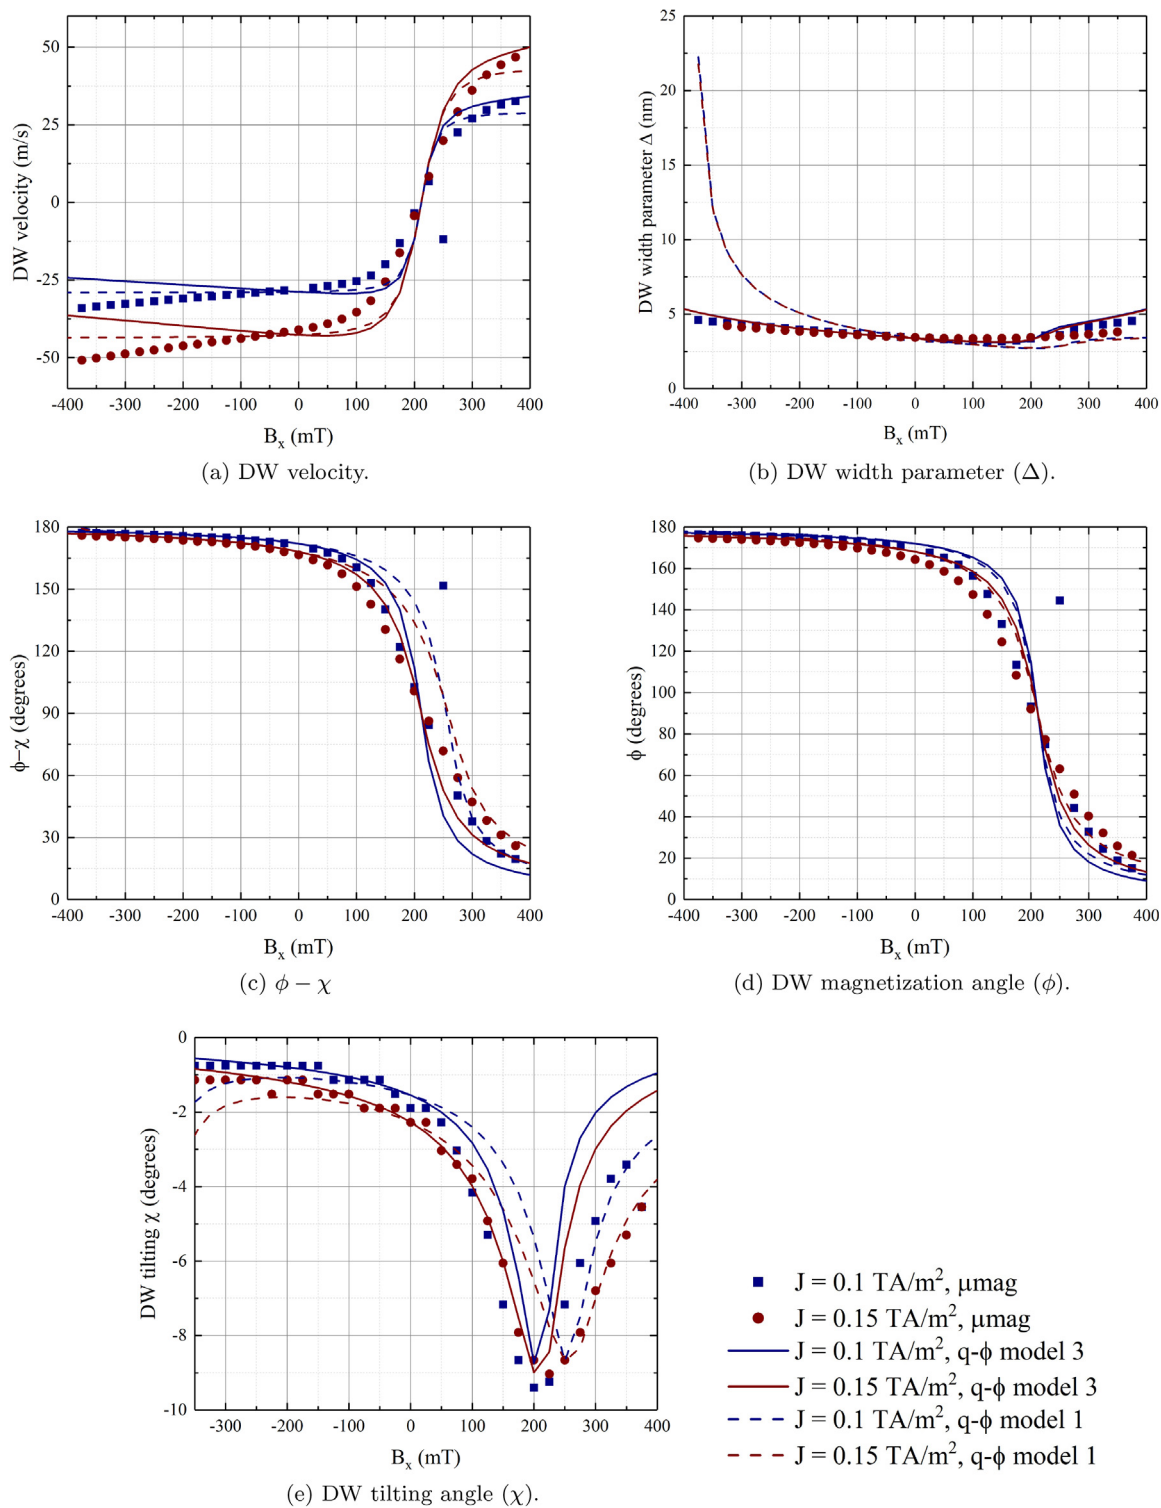 50
25
0
-25
-50
DW velocity (m/s)
-400 -300 -200 -100 0 100 200 300 400
Bx (mT)
(a) DW velocity.
25
20
15
10
5
0
DW width parameter Δ (nm)
-400 -300 -200 -100 0 100 200 300 400
Bx (mT)
(b) DW width parameter (Δ).
180
150
120
90
60
30
0
ϕ−χ (degrees)
-400 -300 -200 -100 0 100 200 300 400
Bx (mT)
(c) ϕ − χ
180
160
140
120
100
80
60
40
20
0
ϕ (degrees)
-400 -300 -200 -100 0 100 200 300 400
Bx (mT)
(d) DW magnetization angle (ϕ).
0
-2
-4
-6
-8
-10
DW tilting χ (degrees)
-300 -200 -100 0 100 200 300 400
Bx (mT)
(e) DW tilting angle (χ).
J = 0.1 TA/m², μmag
J = 0.15 TA/m², μmag
J = 0.1 TA/m², q-ϕ model 3
J = 0.15 TA/m², q-ϕ model 3
J = 0.1 TA/m², q-ϕ model 1
J = 0.15 TA/m², q-ϕ model 1